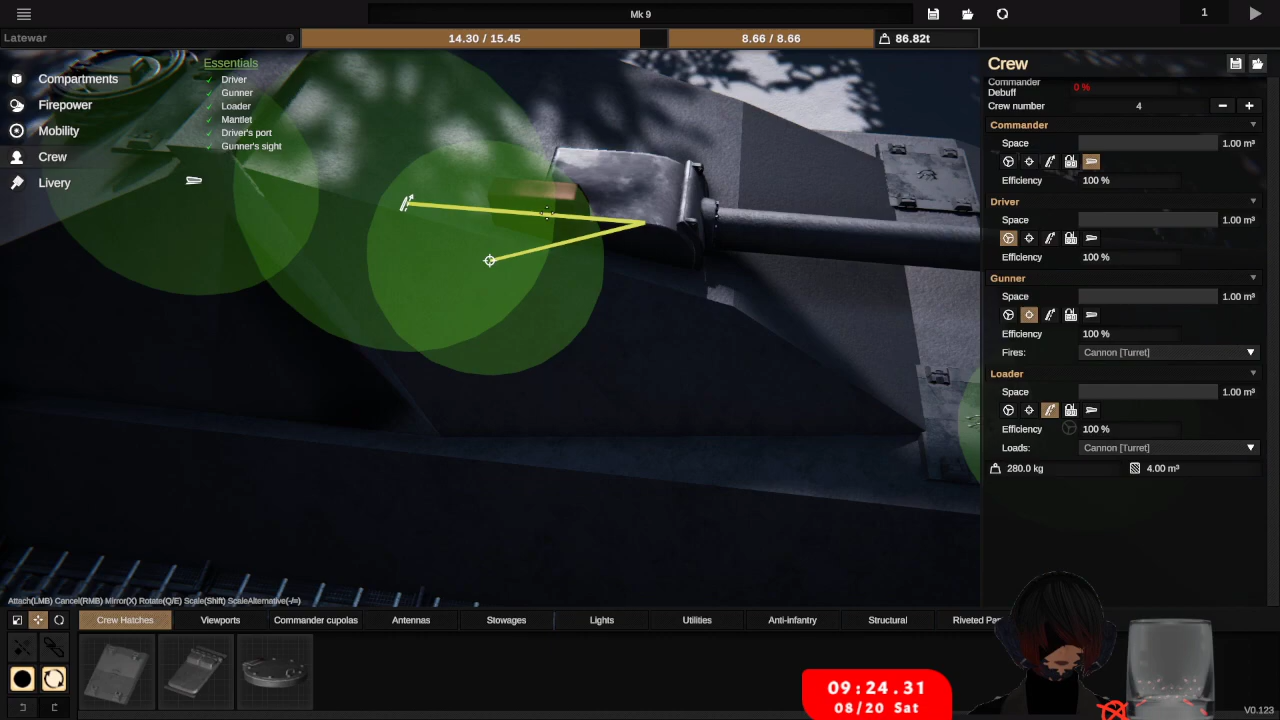 Mk 9
1
Latewar
14.30 / 15.45
8.66 / 8.66
86.82t
Compartments
Firepower
Mobility
Crew
Livery
Essentials
Driver
Gunner
Loader
Mantlet
Driver's port
Gunner's sight
Crew
Commander
Debuff
0 %
Crew number
4
Commander
Space
1.00 m³
Efficiency
100 %
Driver
Space
1.00 m³
Efficiency
100 %
Gunner
Space
1.00 m³
Efficiency
100 %
Fires:
Cannon [Turret]
Loader
Space
1.00 m³
Efficiency
100 %
Loads:
Cannon [Turret]
280.0 kg
4.00 m³
Attach(LMB) Cancel(RMB) Mirror(X) Rotate(Q/E) Scale(Shift) ScaleAlternative(-/=)
Crew Hatches
Viewports
Commander cupolas
Antennas
Stowages
Lights
Utilities
Anti-infantry
Structural
Riveted Pa
09:24.31
08/20 Sat
V0.123